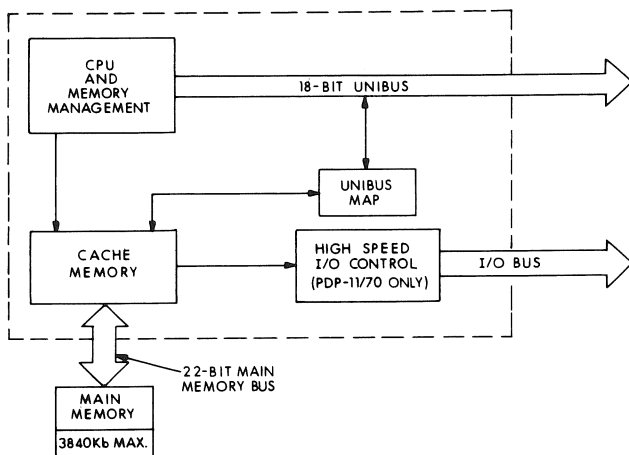 CPU
AND
MEMORY
MANAGEMENT
18-BIT UNIBUS
UNIBUS
MAP
CACHE
MEMORY
HIGH SPEED
I/O CONTROL
(PDP-11/70 ONLY)
I/O BUS
22-BIT MAIN
MEMORY BUS
MAIN
MEMORY
3840Kb MAX.